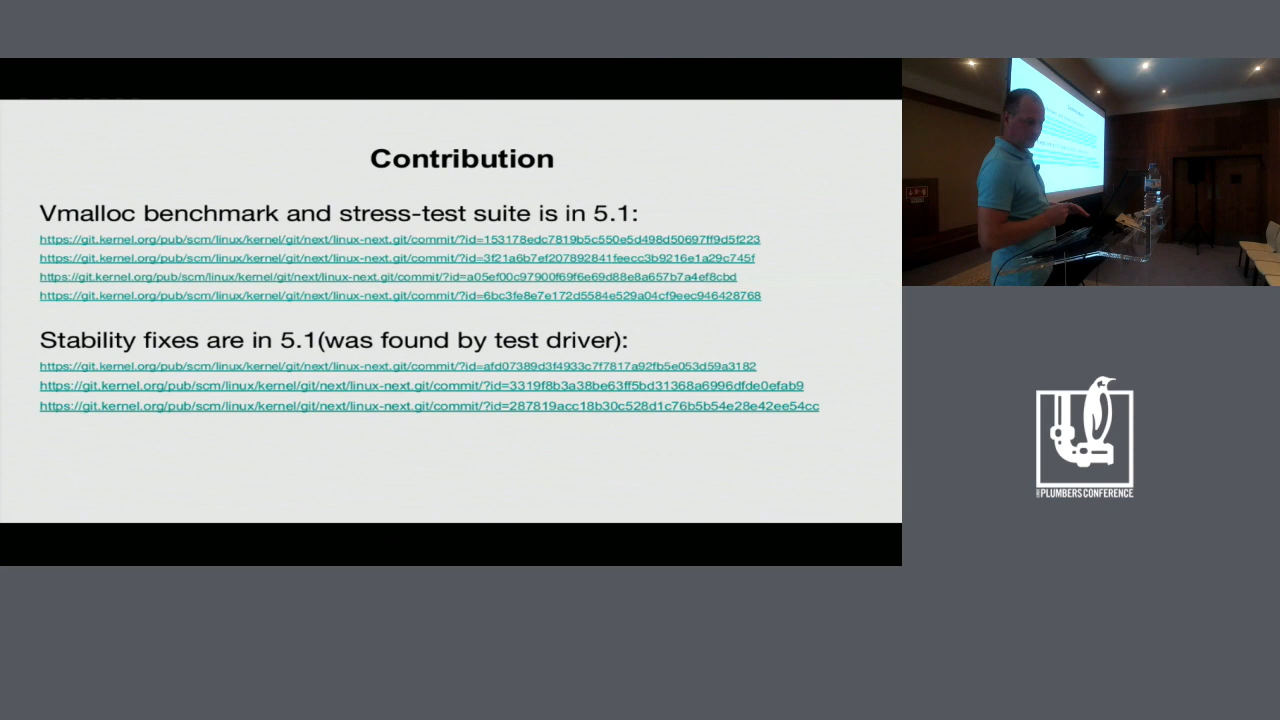 Contribution
Vmalloc benchmark and stress-test suite is in 5.1:
https://git.kernel.org/pub/scm/linux/kernel/git/next/linux-next.git/commit/?id=153178edc7819b5c550e5d498d50697ff9d5f223
https://git.kernel.org/pub/scm/linux/kernel/git/next/linux-next.git/commit/?id=3f21a6b7ef207892841feecc3b9216e1a29c745f
https://git.kernel.org/pub/scm/linux/kernel/git/next/linux-next.git/commit/?id=a05ef00c97900f69f6e69d88e8a657b7a4ef8cbd
https://git.kernel.org/pub/scm/linux/kernel/git/next/linux-next.git/commit/?id=6bc3fe8e7e172d5584e529a04cf9eec946428768
Stability fixes are in 5.1(was found by test driver):
https://git.kernel.org/pub/scm/linux/kernel/git/next/linux-next.git/commit/?id=afd07389d3f4933c7f7817a92fb5e053d59a3182
https://git.kernel.org/pub/scm/linux/kernel/git/next/linux-next.git/commit/?id=3319f8b3a38be63ff5bd31368a6996dfde0efab9
https://git.kernel.org/pub/scm/linux/kernel/git/next/linux-next.git/commit/?id=287819acc18b30c528d1c76b5b54e28e42ee54cc
PLUMBERS CONFERENCE